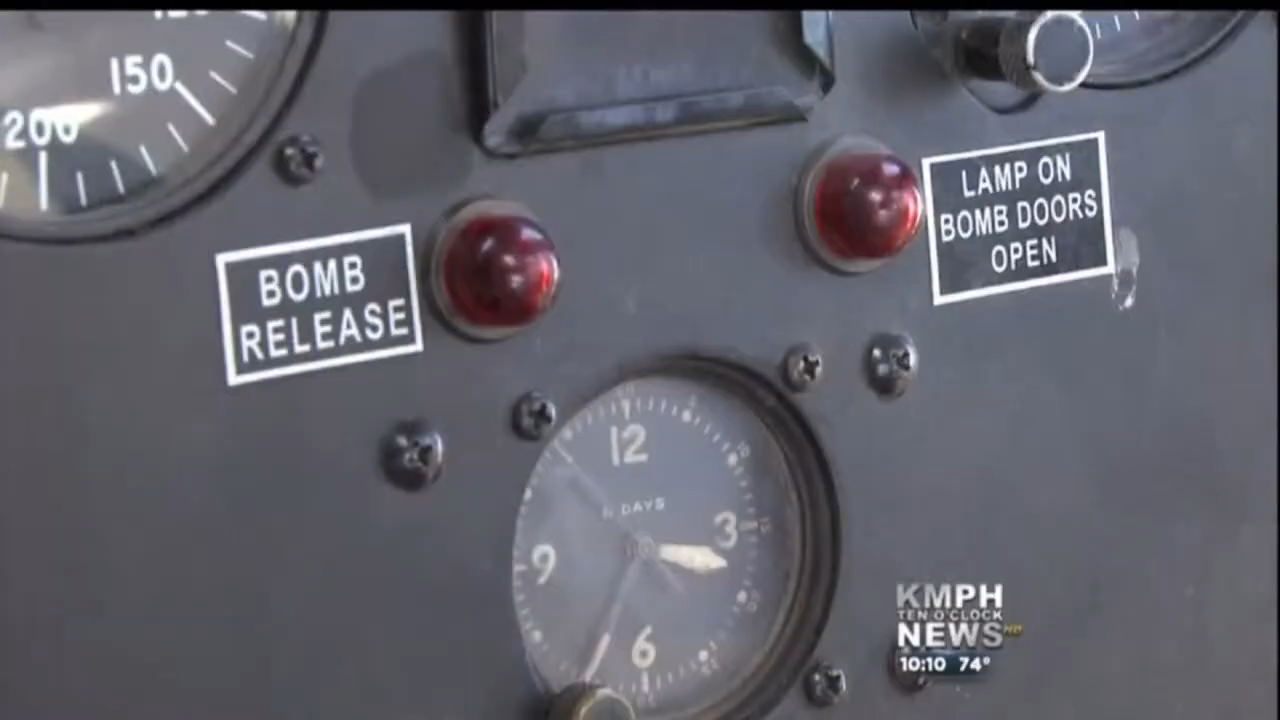 150
200
LAMP ON
BOMB DOORS
OPEN
BOMB
RELEASE
12
DAYS
3
9
6
KMPH
TEN O'CLOCK
NEWS HD
10:10 74°